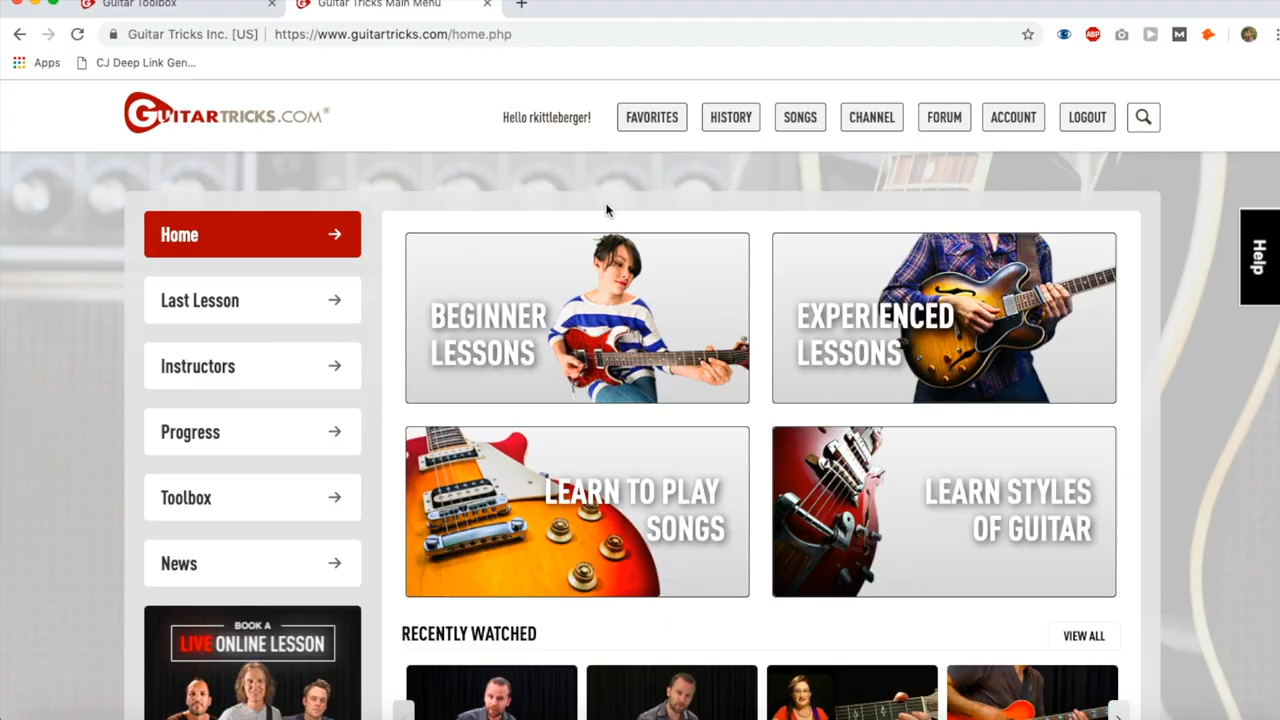 Guitar Toolbox
Guitar Tricks Main Menu
Guitar Tricks Inc. [US]
https://www.guitartricks.com/home.php
ABP
M
Apps
CJ Deep Link Gen...
GUITARTRICKS.COM®
Hello rkittleberger!
FAVORITES
HISTORY
SONGS
CHANNEL
FORUM
ACCOUNT
LOGOUT
Home
Last Lesson
Instructors
Progress
Toolbox
News
BOOK A
LIVE ONLINE LESSON
BEGINNER
LESSONS
EXPERIENCED
LESSONS
LEARN TO PLAY
SONGS
LEARN STYLES
OF GUITAR
RECENTLY WATCHED
VIEW ALL
Help